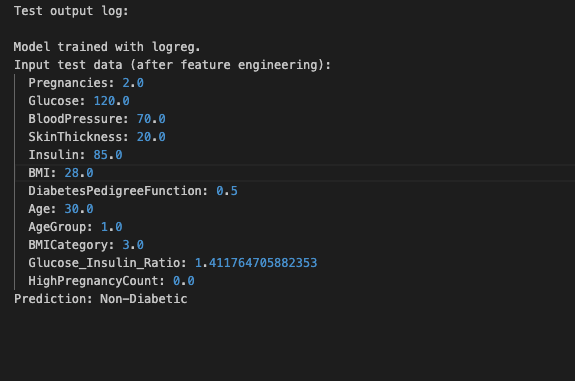 Test output log:
Model trained with logreg.
Input test data (after feature engineering):
Pregnancies: 2.0
Glucose: 120.0
BloodPressure: 70.0
SkinThickness: 20.0
Insulin: 85.0
BMI: 28.0
DiabetesPedigreeFunction: 0.5
Age: 30.0
AgeGroup: 1.0
BMICategory: 3.0
Glucose_Insulin_Ratio: 1.411764705882353
HighPregnancyCount: 0.0
Prediction: Non-Diabetic